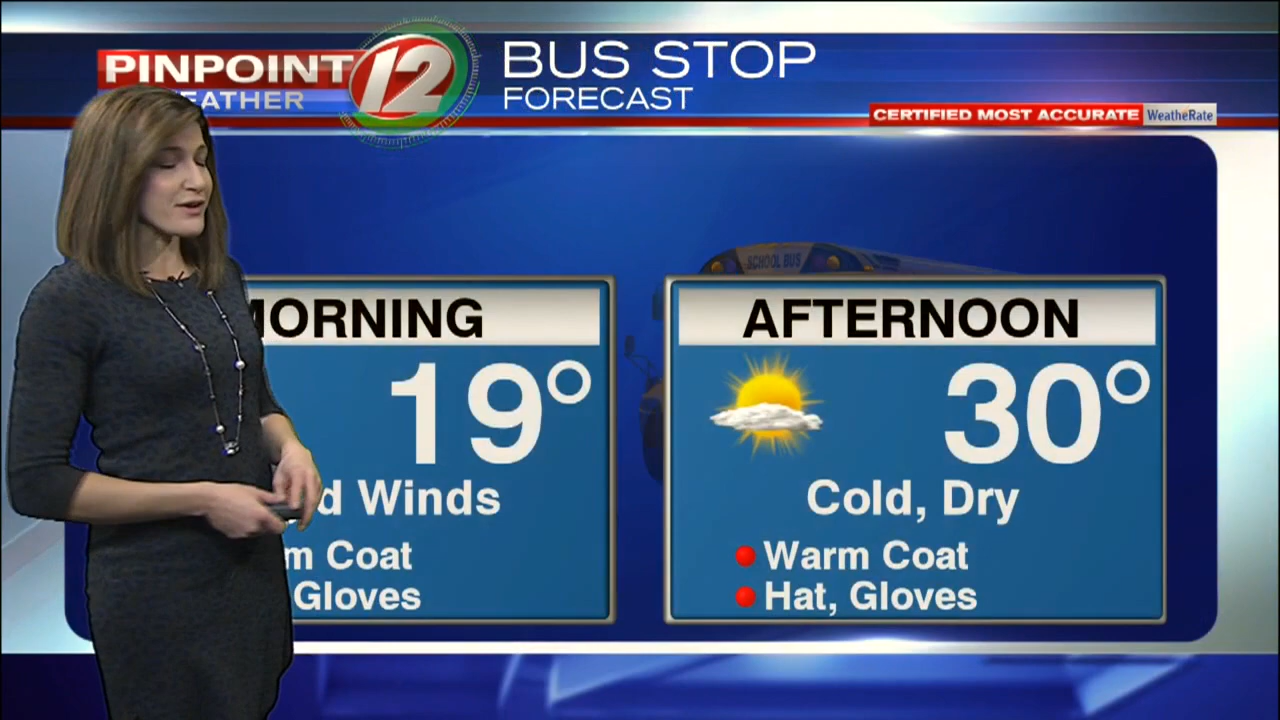 PINPOINT 12
EATHER
BUS STOP
FORECAST
CERTIFIED MOST ACCURATE WeatheRate
SCHOOL BUS
MORNING
19°
d Winds
m Coat
Gloves
AFTERNOON
30°
Cold, Dry
Warm Coat
Hat, Gloves